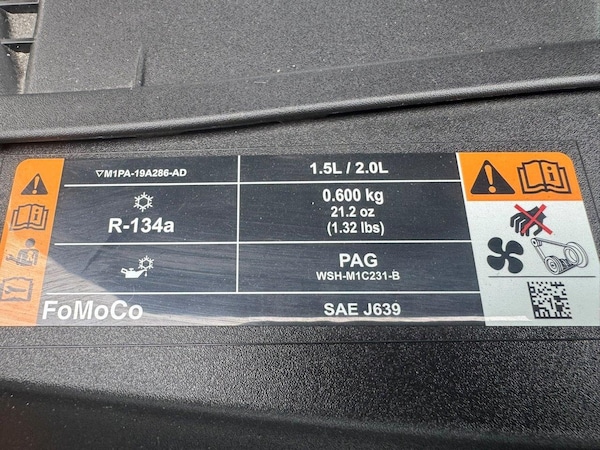 ▽M1PA-19A286-AD
1.5L / 2.0L
R-134a
0.600 kg
21.2 oz
(1.32 lbs)
PAG
WSH-M1C231-B
FoMoCo
SAE J639